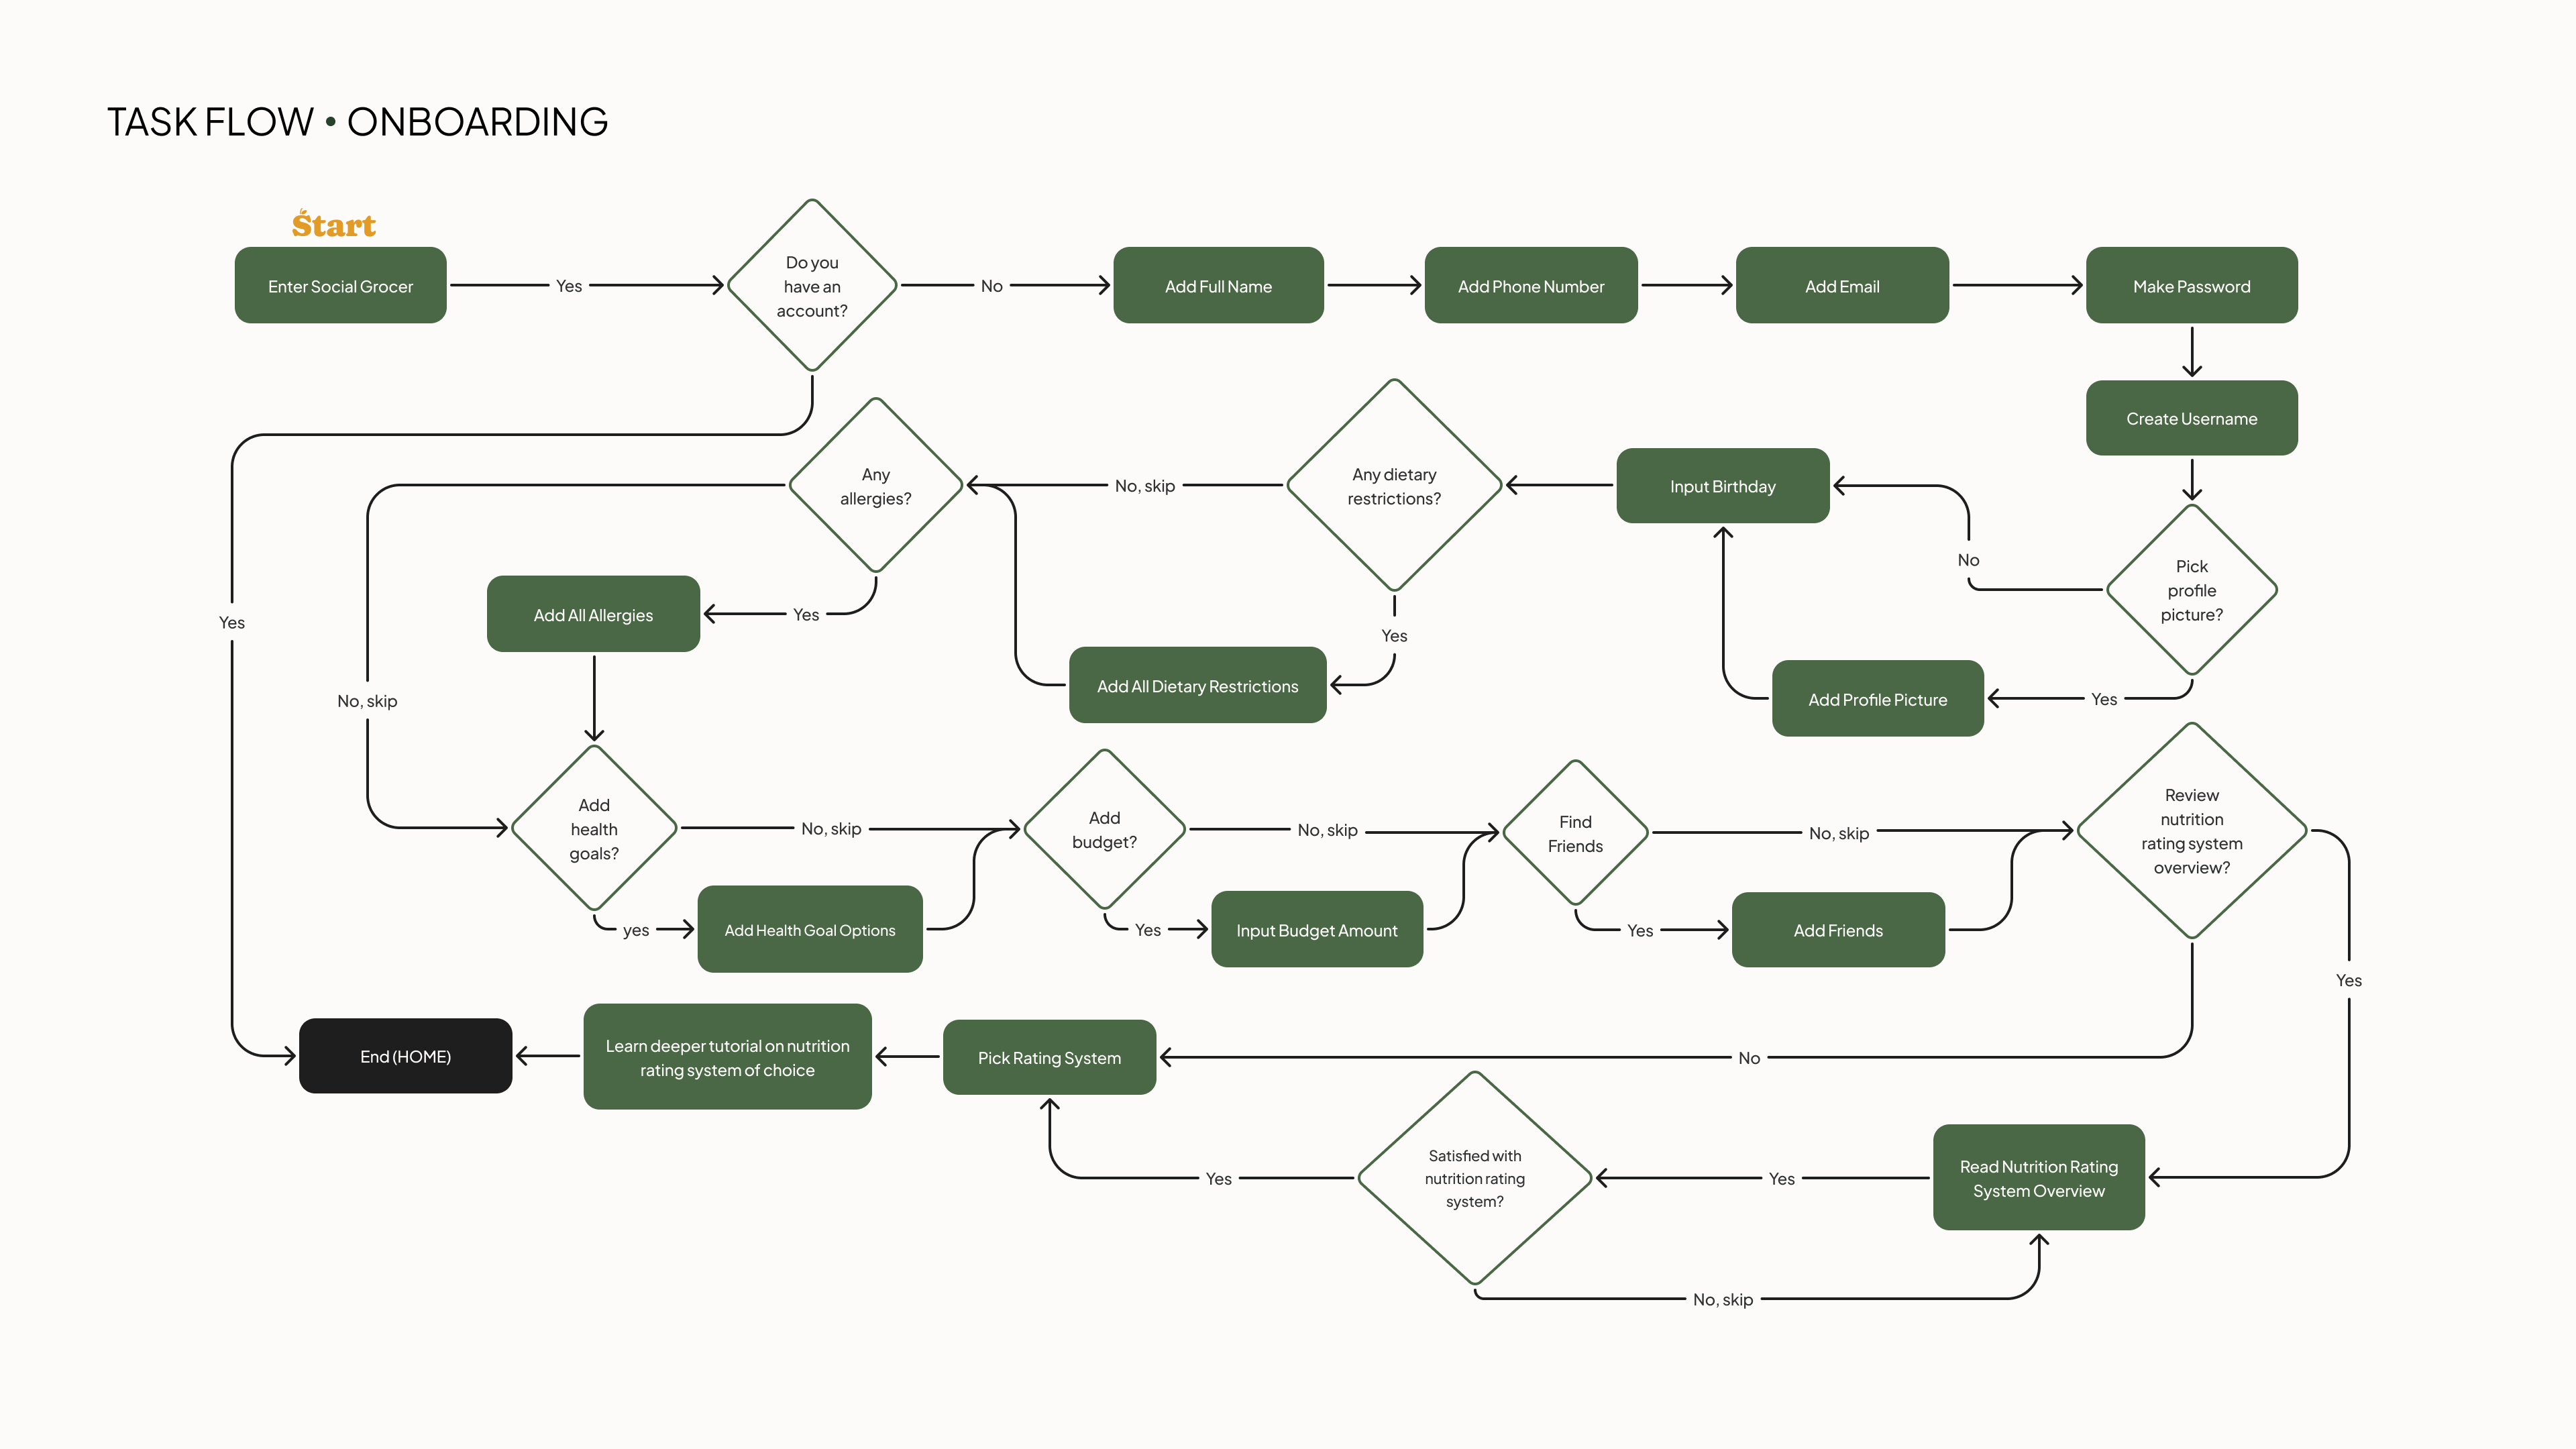 TASK FLOW • ONBOARDING
Start
Enter Social Grocer
Yes
Do you
have an
account?
No
Add Full Name
Add Phone Number
Add Email
Make Password
Create Username
Any
allergies?
No, skip
Any dietary
restrictions?
Input Birthday
No
Pick
profile
picture?
Yes
Add All Allergies
Yes
Yes
Add All Dietary Restrictions
Add Profile Picture
Yes
No, skip
Add
health
goals?
No, skip
Add
budget?
No, skip
Find
Friends
No, skip
Review
nutrition
rating system
overview?
yes
Add Health Goal Options
Yes
Input Budget Amount
Yes
Add Friends
Yes
End (HOME)
Learn deeper tutorial on nutrition
rating system of choice
Pick Rating System
No
Yes
Satisfied with
nutrition rating
system?
Yes
Read Nutrition Rating
System Overview
No, skip